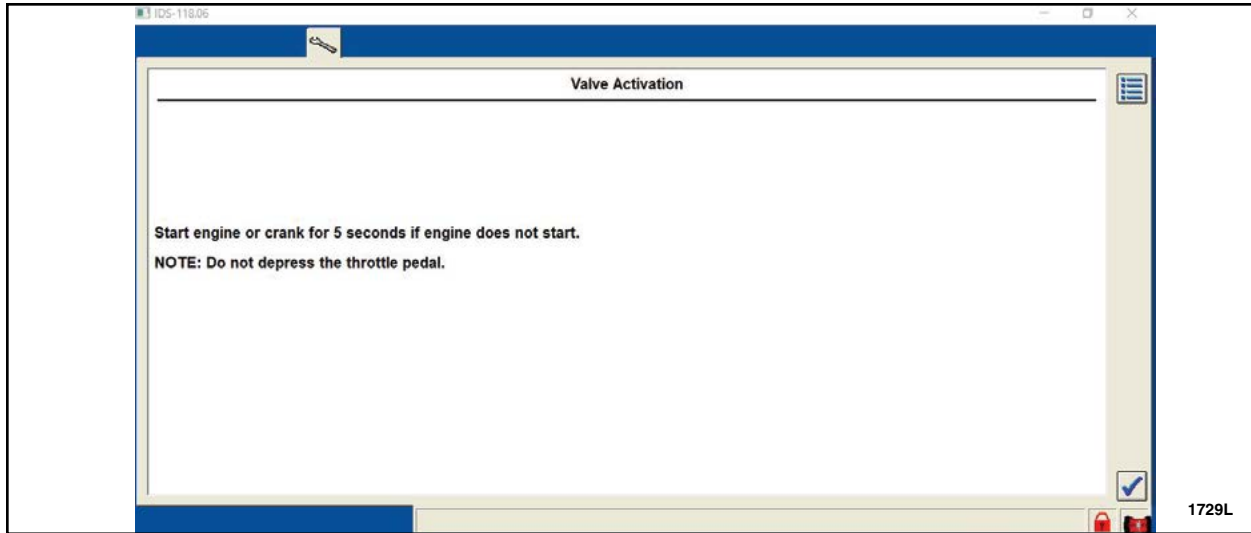 IDS-118.06
Valve Activation
Start engine or crank for 5 seconds if engine does not start.
NOTE: Do not depress the throttle pedal.
1729L